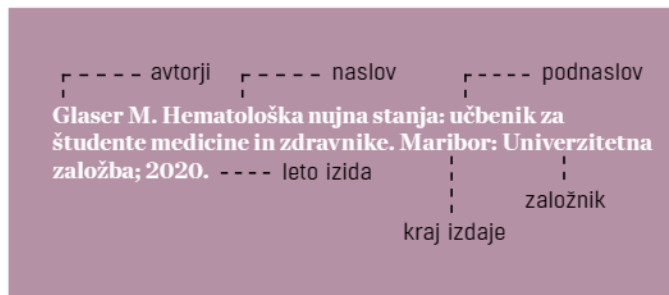 avtorji naslov podnaslov
Glaser M. Hematološka nujna stanja: učbenik za
študente medicine in zdravnike. Maribor: Univerzitetna
založba; 2020. leto izida
založnik
kraj izdaje